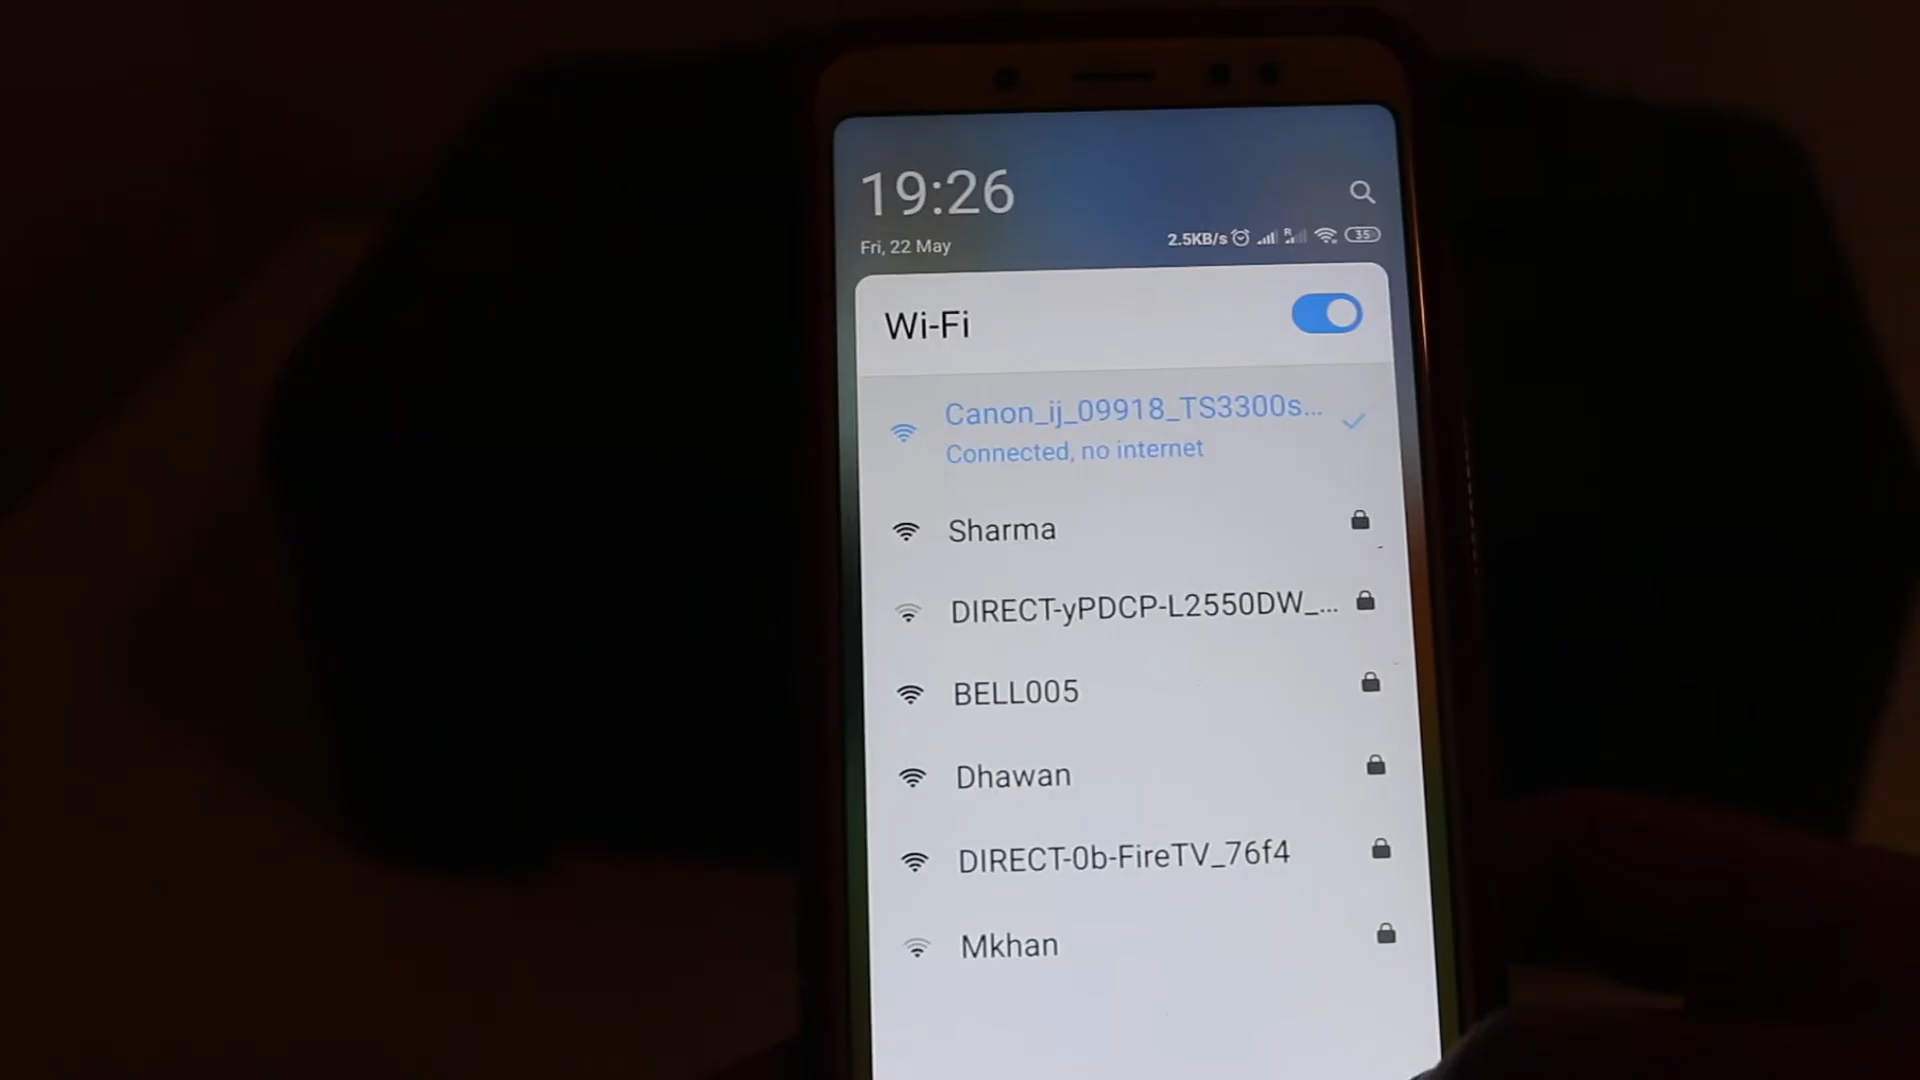 19:26
Fri, 22 May
2.5KB/s R 35
Wi-Fi
Canon_ij_09918_TS3300s...
Connected, no internet
Sharma
DIRECT-yPDCP-L2550DW_...
BELL005
Dhawan
DIRECT-0b-FireTV_76f4
Mkhan